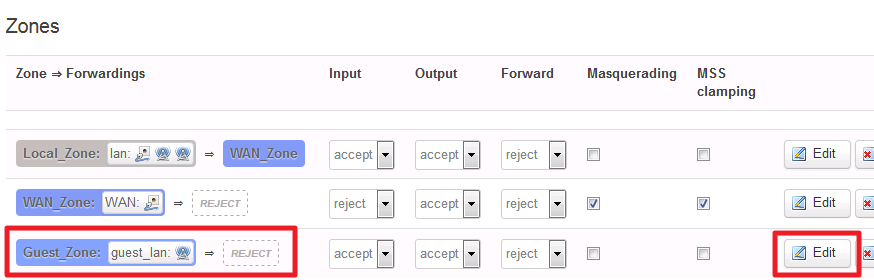 Zones
Zone ⇒ Forwardings Input Output Forward Masquerading MSS clamping
Local_Zone: lan: ⇒ WAN_Zone accept accept reject Edit
WAN_Zone: WAN: ⇒ REJECT reject accept reject Edit
Guest_Zone: guest_lan: ⇒ REJECT accept accept reject Edit